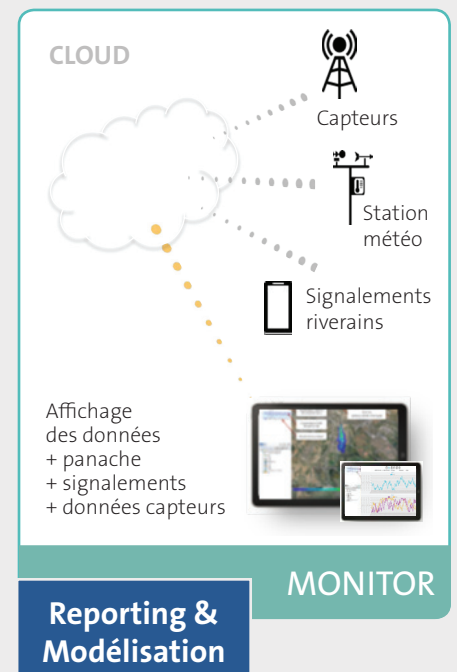 CLOUD
Capteurs
Station
météo
Signalements
riverains
Affichage
des données
+ panache
+ signalements
+ données capteurs
MONITOR
Reporting &
Modélisation